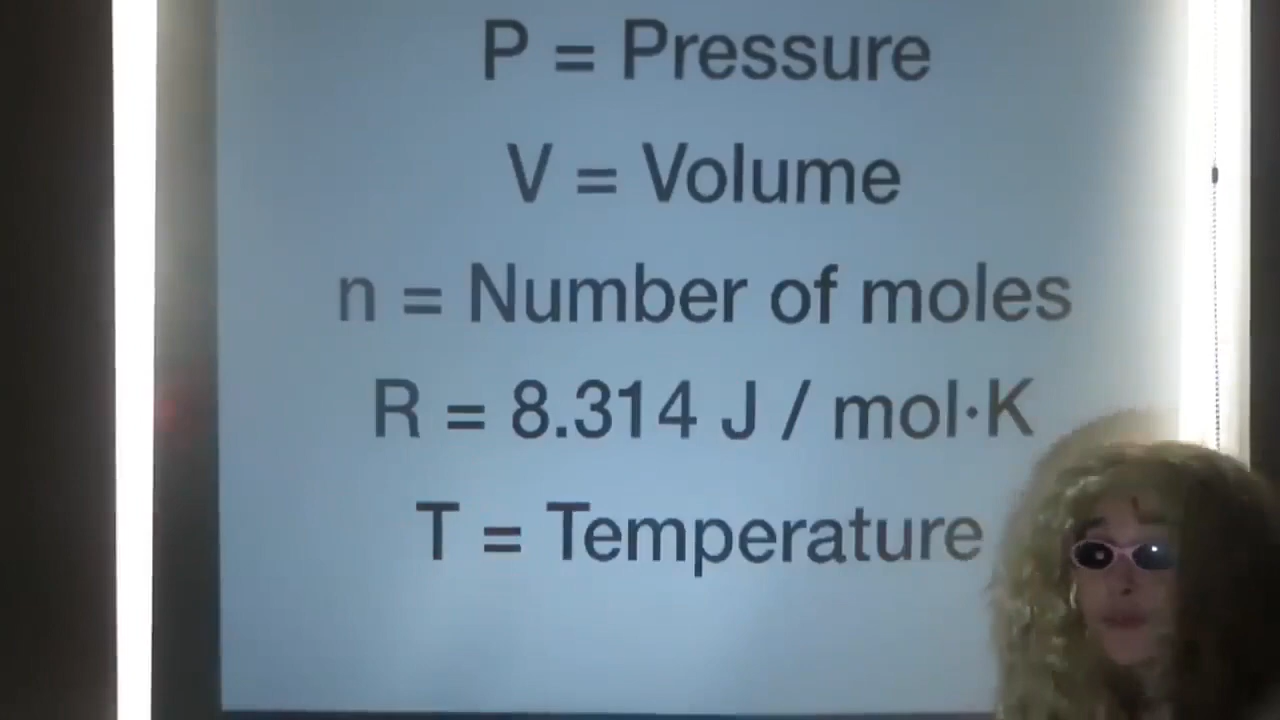 P = Pressure
V = Volume
n = Number of moles
R = 8.314 J / mol·K
T = Temperature